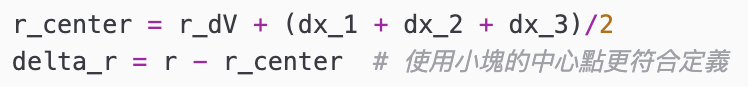 r_center = r_dV + (dx_1 + dx_2 + dx_3)/2
delta_r = r − r_center  # 使用小塊的中心點更符合定義